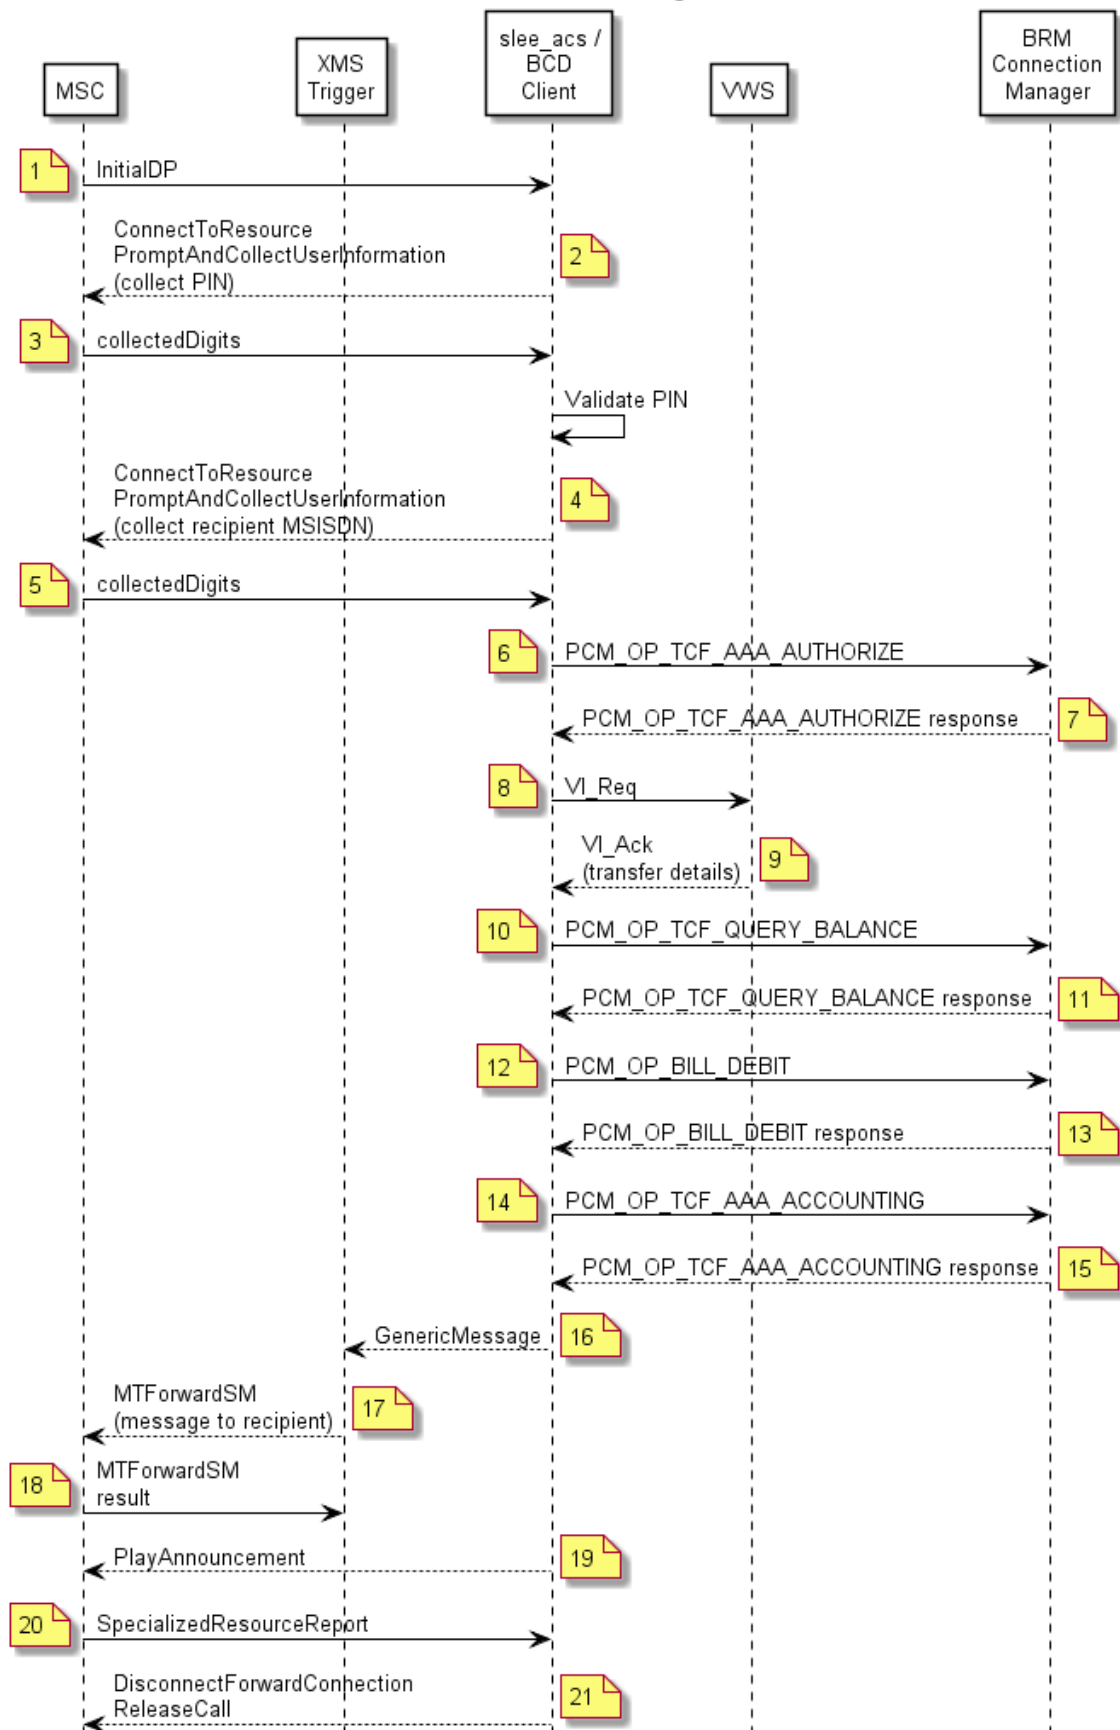 MSC
XMS
Trigger
slee_acs /
BCD
Client
VWS
BRM
Connection
Manager
1
InitialDP
ConnectToResource
PromptAndCollectUserInformation
(collect PIN)
2
3
collectedDigits
Validate PIN
ConnectToResource
PromptAndCollectUserInformation
(collect recipient MSISDN)
4
5
collectedDigits
6
PCM_OP_TCF_AAA_AUTHORIZE
PCM_OP_TCF_AAA_AUTHORIZE response
7
8
VI_Req
VI_Ack
(transfer details)
9
10
PCM_OP_TCF_QUERY_BALANCE
PCM_OP_TCF_QUERY_BALANCE response
11
12
PCM_OP_BILL_DEBIT
PCM_OP_BILL_DEBIT response
13
14
PCM_OP_TCF_AAA_ACCOUNTING
PCM_OP_TCF_AAA_ACCOUNTING response
15
GenericMessage
16
MTForwardSM
(message to recipient)
17
18
MTForwardSM
result
PlayAnnouncement
19
20
SpecializedResourceReport
DisconnectForwardConnection
ReleaseCall
21